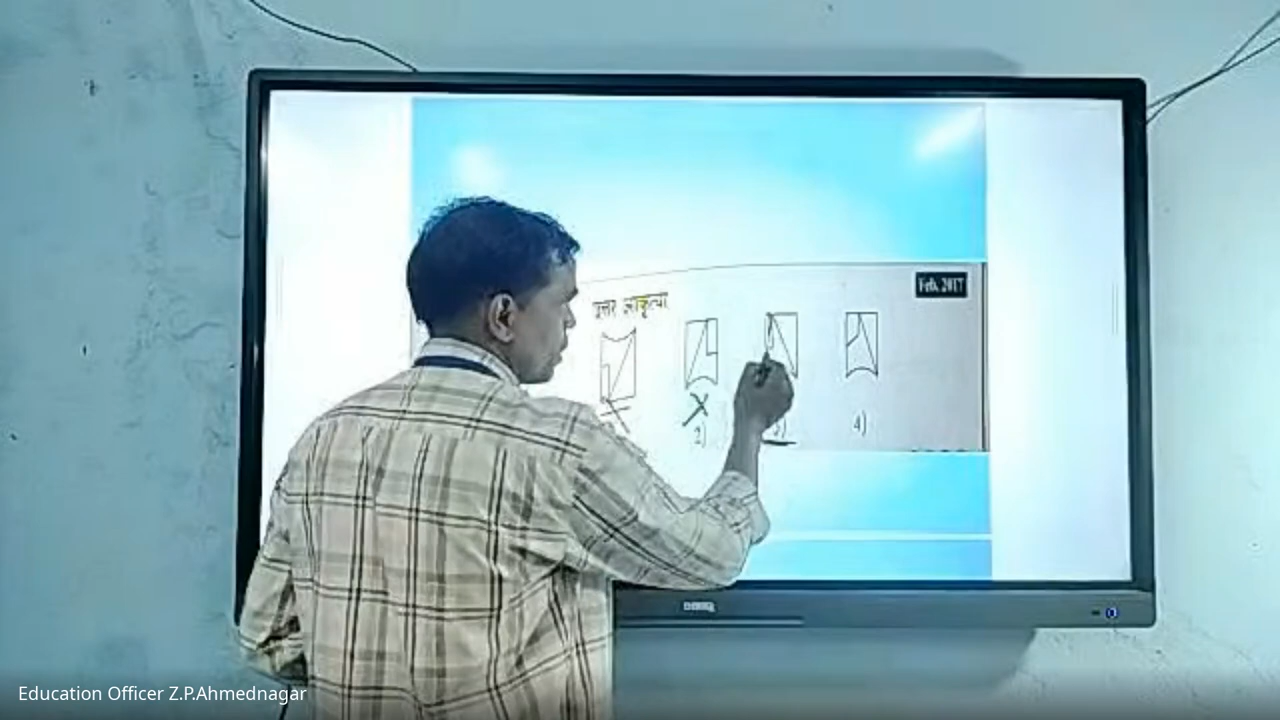 Feb. 2017
उत्तर आकृत्या
2)
3)
4)
BENQ
Education Officer Z.P.Ahmednagar